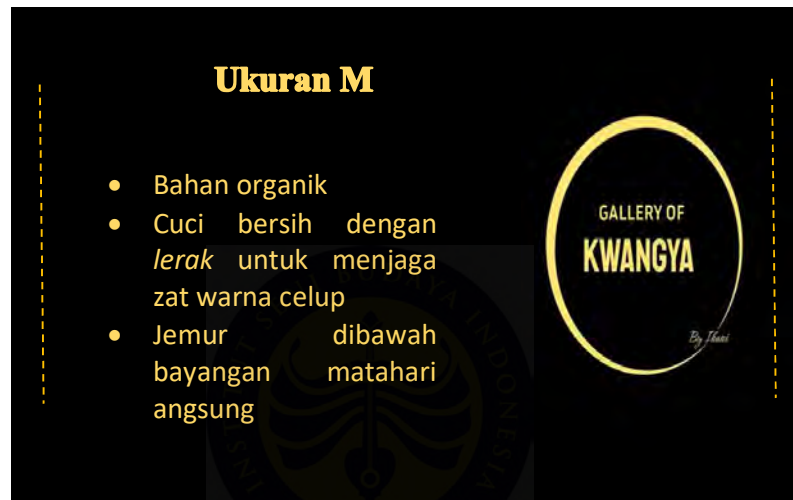 Ukuran M
• Bahan organik
• Cuci bersih dengan
lerak untuk menjaga
zat warna celup
• Jemur dibawah
bayangan matahari
angsung
GALLERY OF
KWANGYA